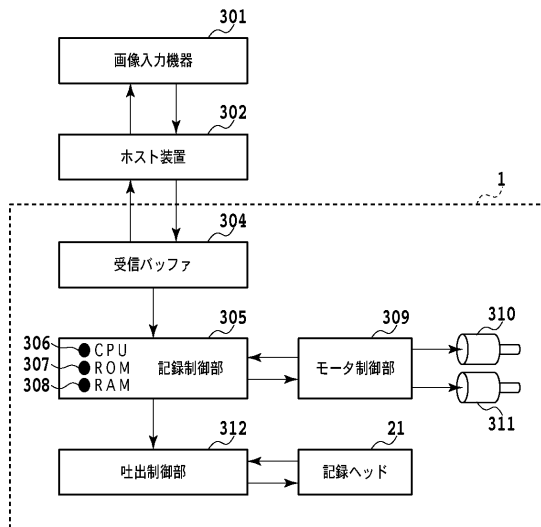 301
画像入力機器
302
ホスト装置
1
304
受信バッファ
305
309
310
306
CPU
307
ROM
記録制御部
モータ制御部
308
RAM
311
312
21
吐出制御部
記録ヘッド